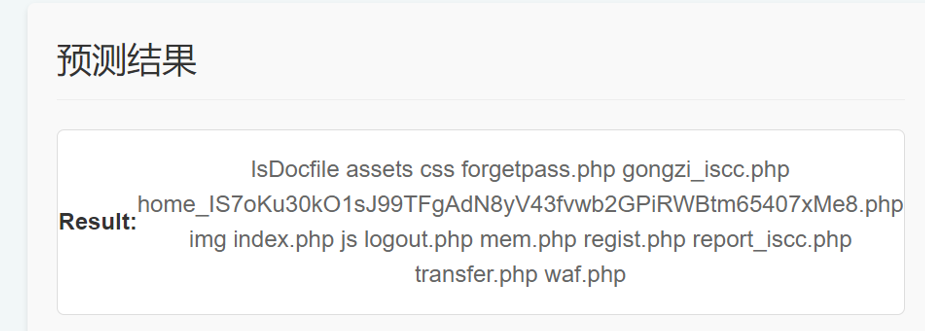 预测结果
IsDocfile assets css forgetpass.php gongzi_iscc.php
home_IS7oKu30kO1sJ99TFgAdN8yV43fvwb2GPiRWBtm65407xMe8.php
Result:
img index.php js logout.php mem.php regist.php report_iscc.php
transfer.php waf.php